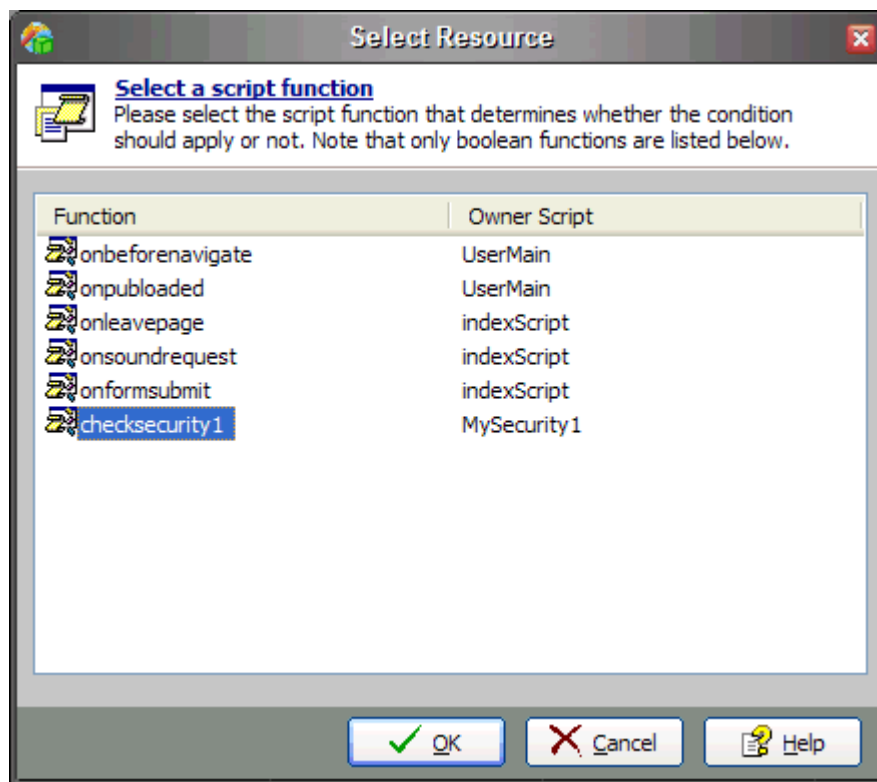 Select Resource
Select a script function
Please select the script function that determines whether the condition
should apply or not. Note that only boolean functions are listed below.
Function Owner Script
onbeforenavigate UserMain
onpubloaded UserMain
onleavepage indexScript
onsoundrequest indexScript
onformsubmit indexScript
checksecurity1 MySecurity1
OK Cancel Help